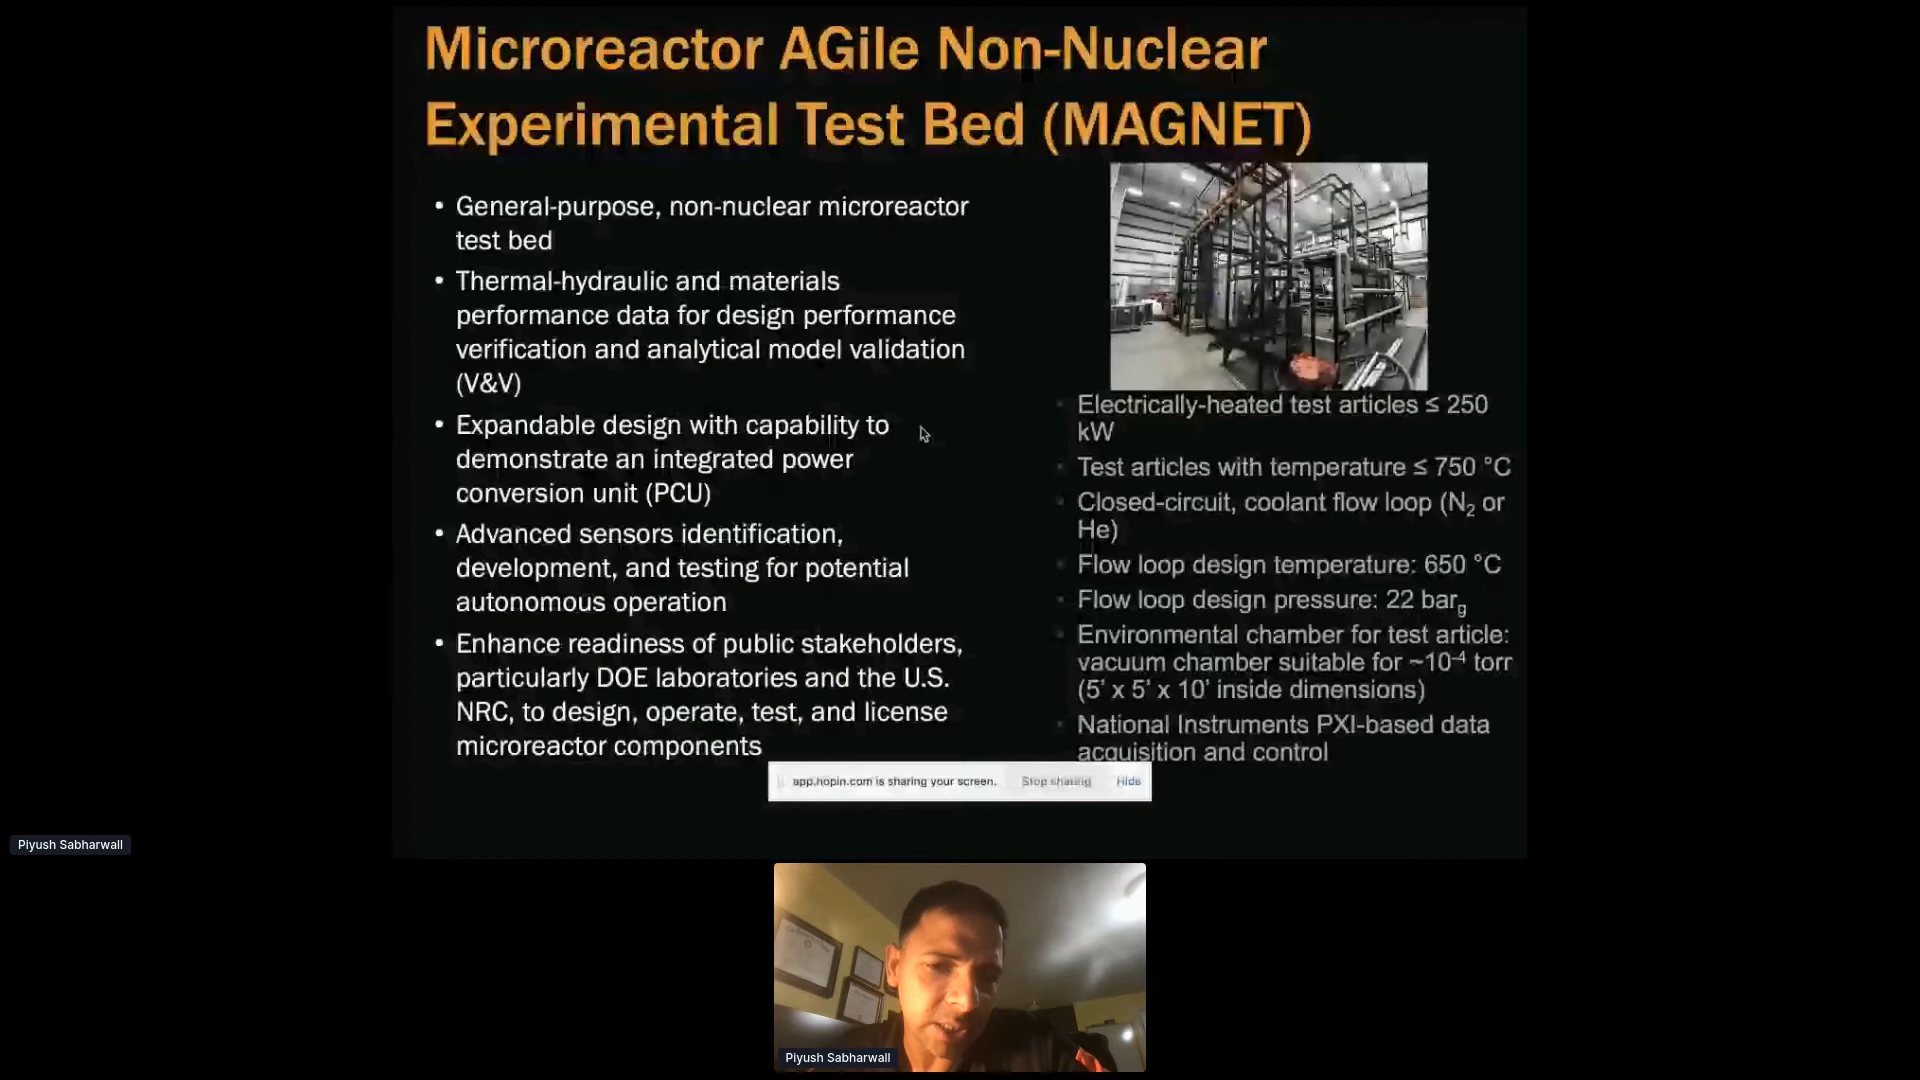 Microreactor AGile Non-Nuclear
Experimental Test Bed (MAGNET)
• General-purpose, non-nuclear microreactor
test bed
• Thermal-hydraulic and materials
performance data for design performance
verification and analytical model validation
(V&V)
• Expandable design with capability to
demonstrate an integrated power
conversion unit (PCU)
• Advanced sensors identification,
development, and testing for potential
autonomous operation
• Enhance readiness of public stakeholders,
particularly DOE laboratories and the U.S.
NRC, to design, operate, test, and license
microreactor components
• Electrically-heated test articles ≤ 250
kW
• Test articles with temperature ≤ 750 °C
• Closed-circuit, coolant flow loop (N₂ or
He)
• Flow loop design temperature: 650 °C
• Flow loop design pressure: 22 barg
• Environmental chamber for test article:
vacuum chamber suitable for ~10⁻⁴ torr
(5’ x 5’ x 10’ inside dimensions)
• National Instruments PXI-based data
acquisition and control
app.hopin.com is sharing your screen. Stop sharing Hide
Piyush Sabharwall
Piyush Sabharwall